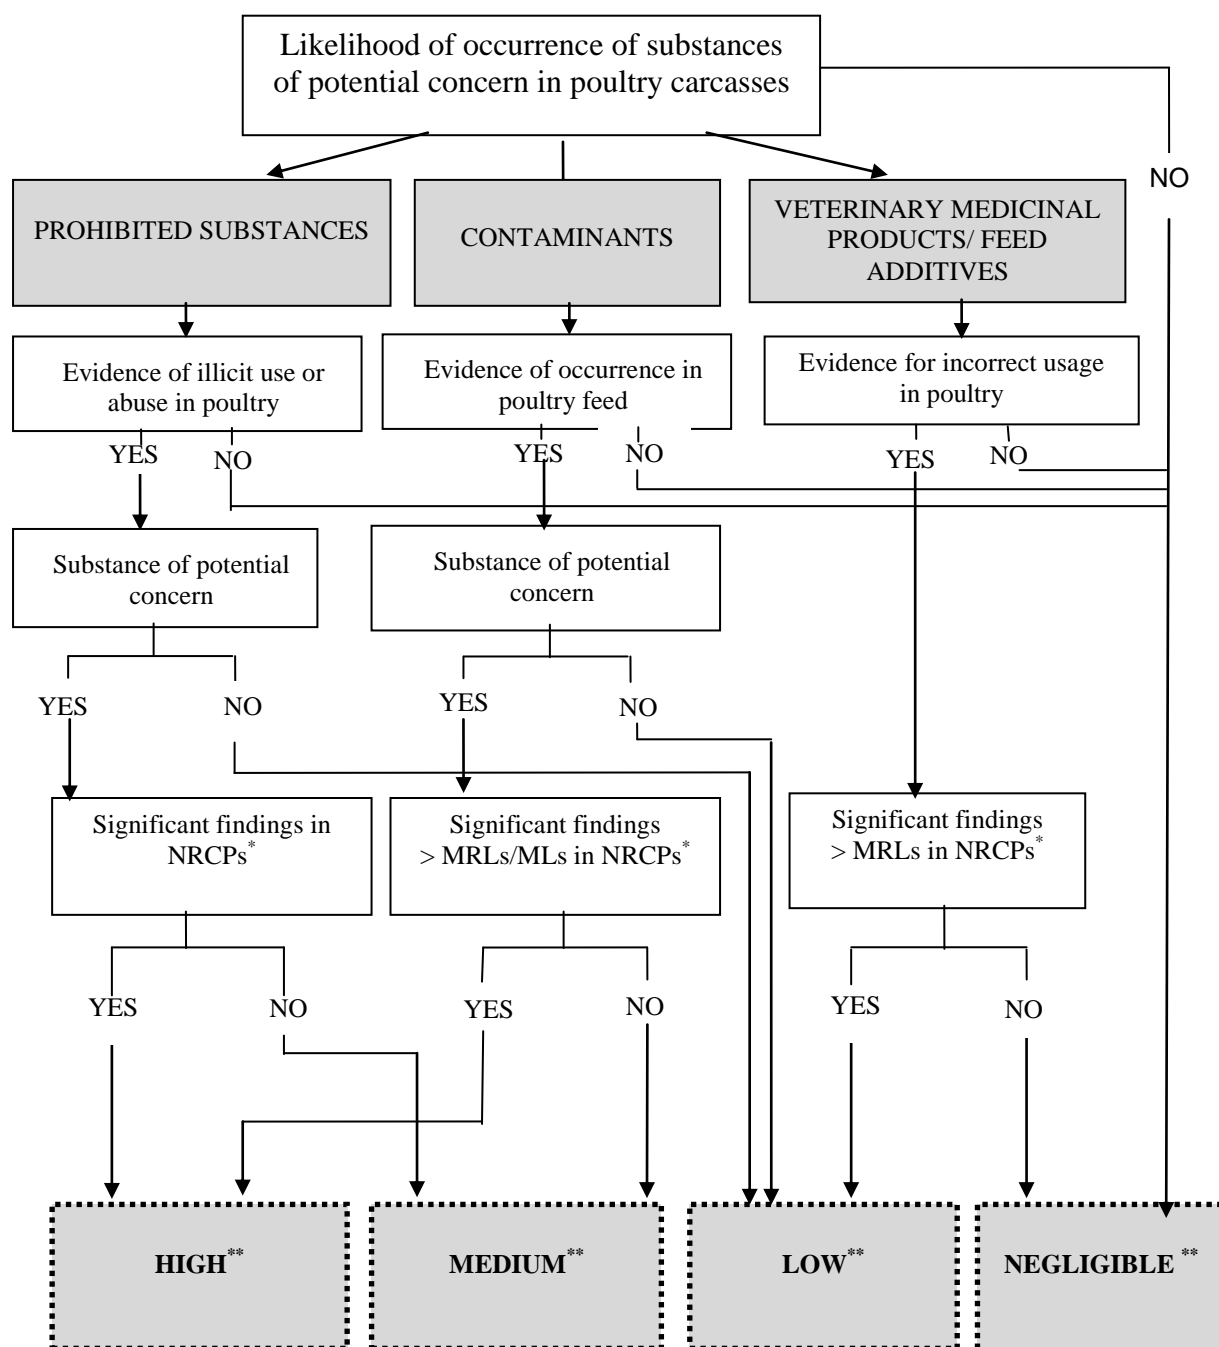 Likelihood of occurrence of substances
of potential concern in poultry carcasses
NO
PROHIBITED SUBSTANCES
CONTAMINANTS
VETERINARY MEDICINAL
PRODUCTS/ FEED
ADDITIVES
Evidence of illicit use or
abuse in poultry
Evidence of occurrence in
poultry feed
Evidence for incorrect usage
in poultry
YES
NO
YES
NO
YES
NO
Substance of potential
concern
Substance of potential
concern
YES
NO
YES
NO
Significant findings in
NRCPs*
Significant findings
> MRLs/MLs in NRCPs*
Significant findings
> MRLs in NRCPs*
YES
NO
YES
NO
YES
NO
HIGH**
MEDIUM**
LOW**
NEGLIGIBLE **